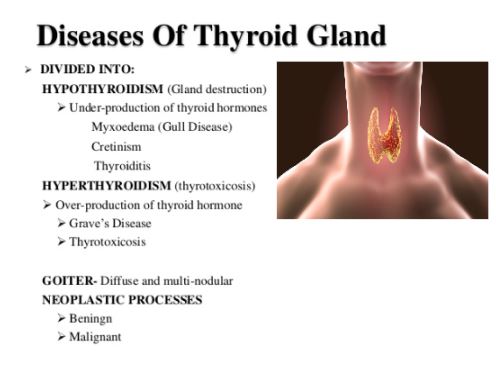 Diseases Of Thyroid Gland
➢ DIVIDED INTO:
HYPOTHYROIDISM (Gland destruction)
➢ Under-production of thyroid hormones
Myxoedema (Gull Disease)
Cretinism
Thyroiditis
HYPERTHYROIDISM (thyrotoxicosis)
➢ Over-production of thyroid hormone
➢ Grave's Disease
➢ Thyrotoxicosis
GOITER- Diffuse and multi-nodular
NEOPLASTIC PROCESSES
➢ Beningn
➢ Malignant